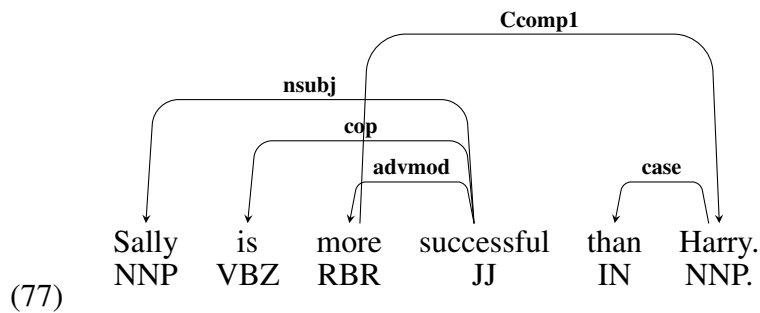 Ccomp1
nsubj
cop
advmod case
Sally is more successful than Harry.
NNP VBZ RBR JJ IN NNP.
(77)